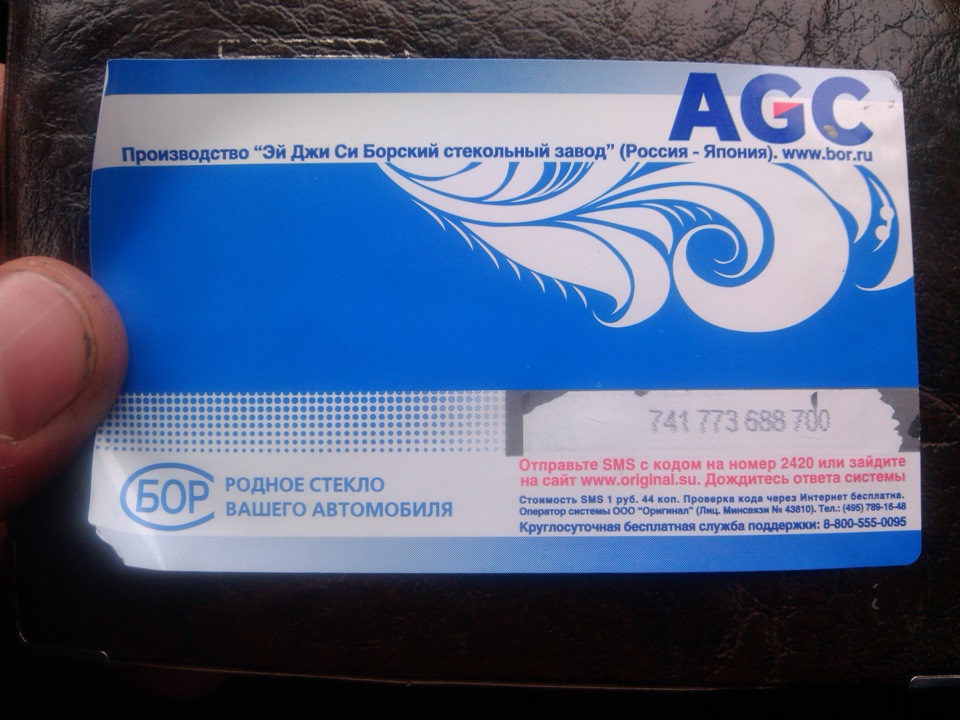 AGC
Производство “Эй Джи Си Борский стекольный завод” (Россия - Япония). www.bor.ru
741 773 688 700
Отправьте SMS с кодом на номер 2420 или зайдите
на сайт www.original.su. Дождитесь ответа системы
Стоимость SMS 1 руб. 44 коп. Проверка кода через Интернет бесплатна.
Оператор системы ООО “Оригинал” (Лиц. Минсвязи № 43810). Тел.: (495) 789-16-48
Круглосуточная бесплатная служба поддержки: 8-800-555-0095
БОР
РОДНОЕ СТЕКЛО
ВАШЕГО АВТОМОБИЛЯ